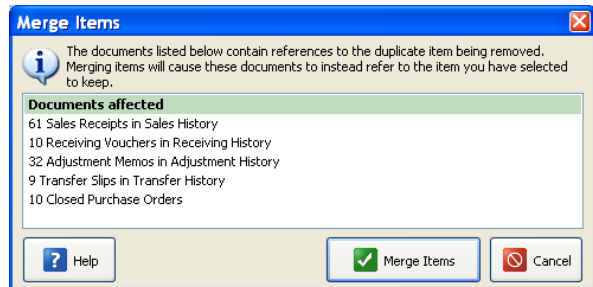 Merge Items
The documents listed below contain references to the duplicate item being removed.
Merging items will cause these documents to instead refer to the item you have selected
to keep.
Documents affected
61 Sales Receipts in Sales History
10 Receiving Vouchers in Receiving History
32 Adjustment Memos in Adjustment History
9 Transfer Slips in Transfer History
10 Closed Purchase Orders
Help
Merge Items
Cancel